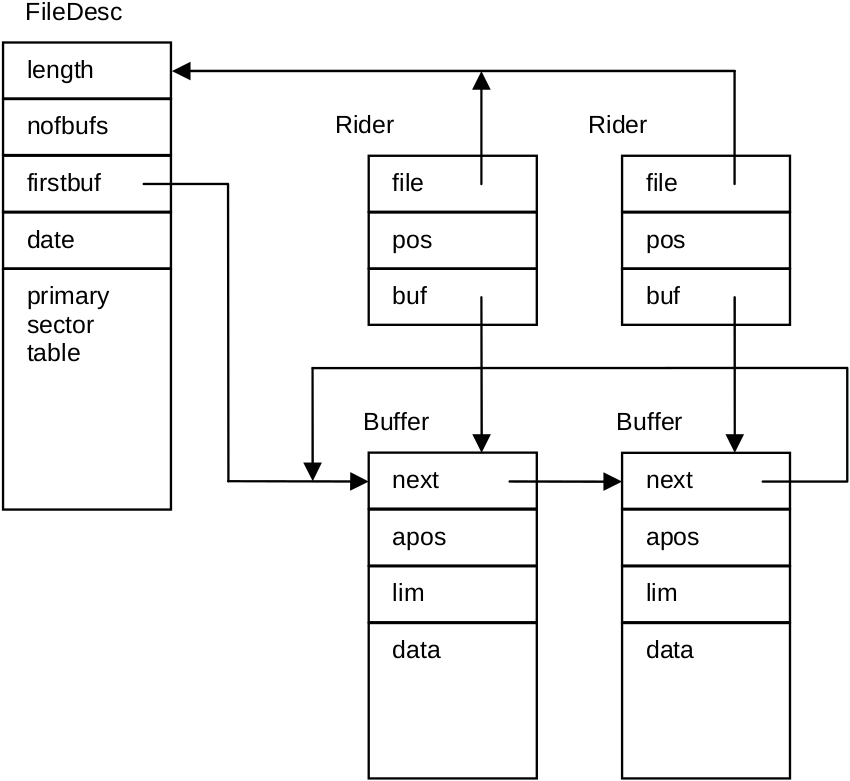 FileDesc
length
nofbufs
firstbuf
date
primary
sector
table
Rider
file
pos
buf
Rider
file
pos
buf
Buffer
next
apos
lim
data
Buffer
next
apos
lim
data